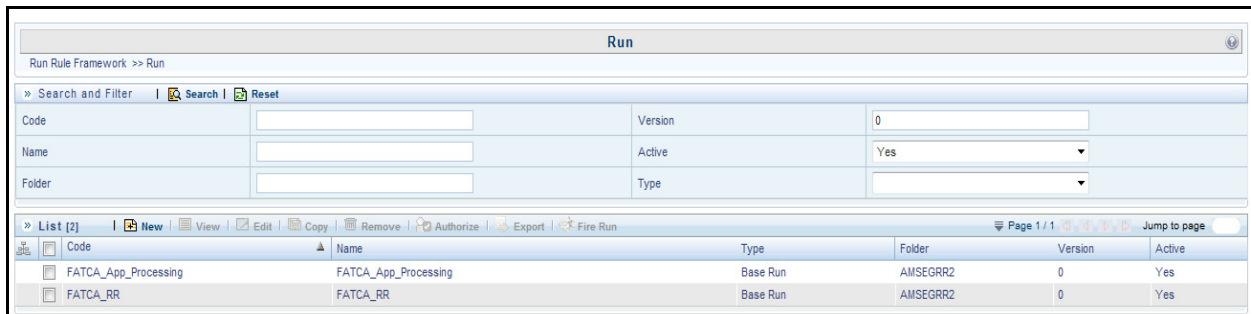 Run
Run Rule Framework >> Run
» Search and Filter | Search | Reset
Code Version 0
Name Active Yes
Folder Type
» List [2] | New | View | Edit | Copy | Remove | Authorize | Export | Fire Run Page 1 / 1 Jump to page
Code Name Type Folder Version Active
FATCA_App_Processing FATCA_App_Processing Base Run AMSEGRR2 0 Yes
FATCA_RR FATCA_RR Base Run AMSEGRR2 0 Yes